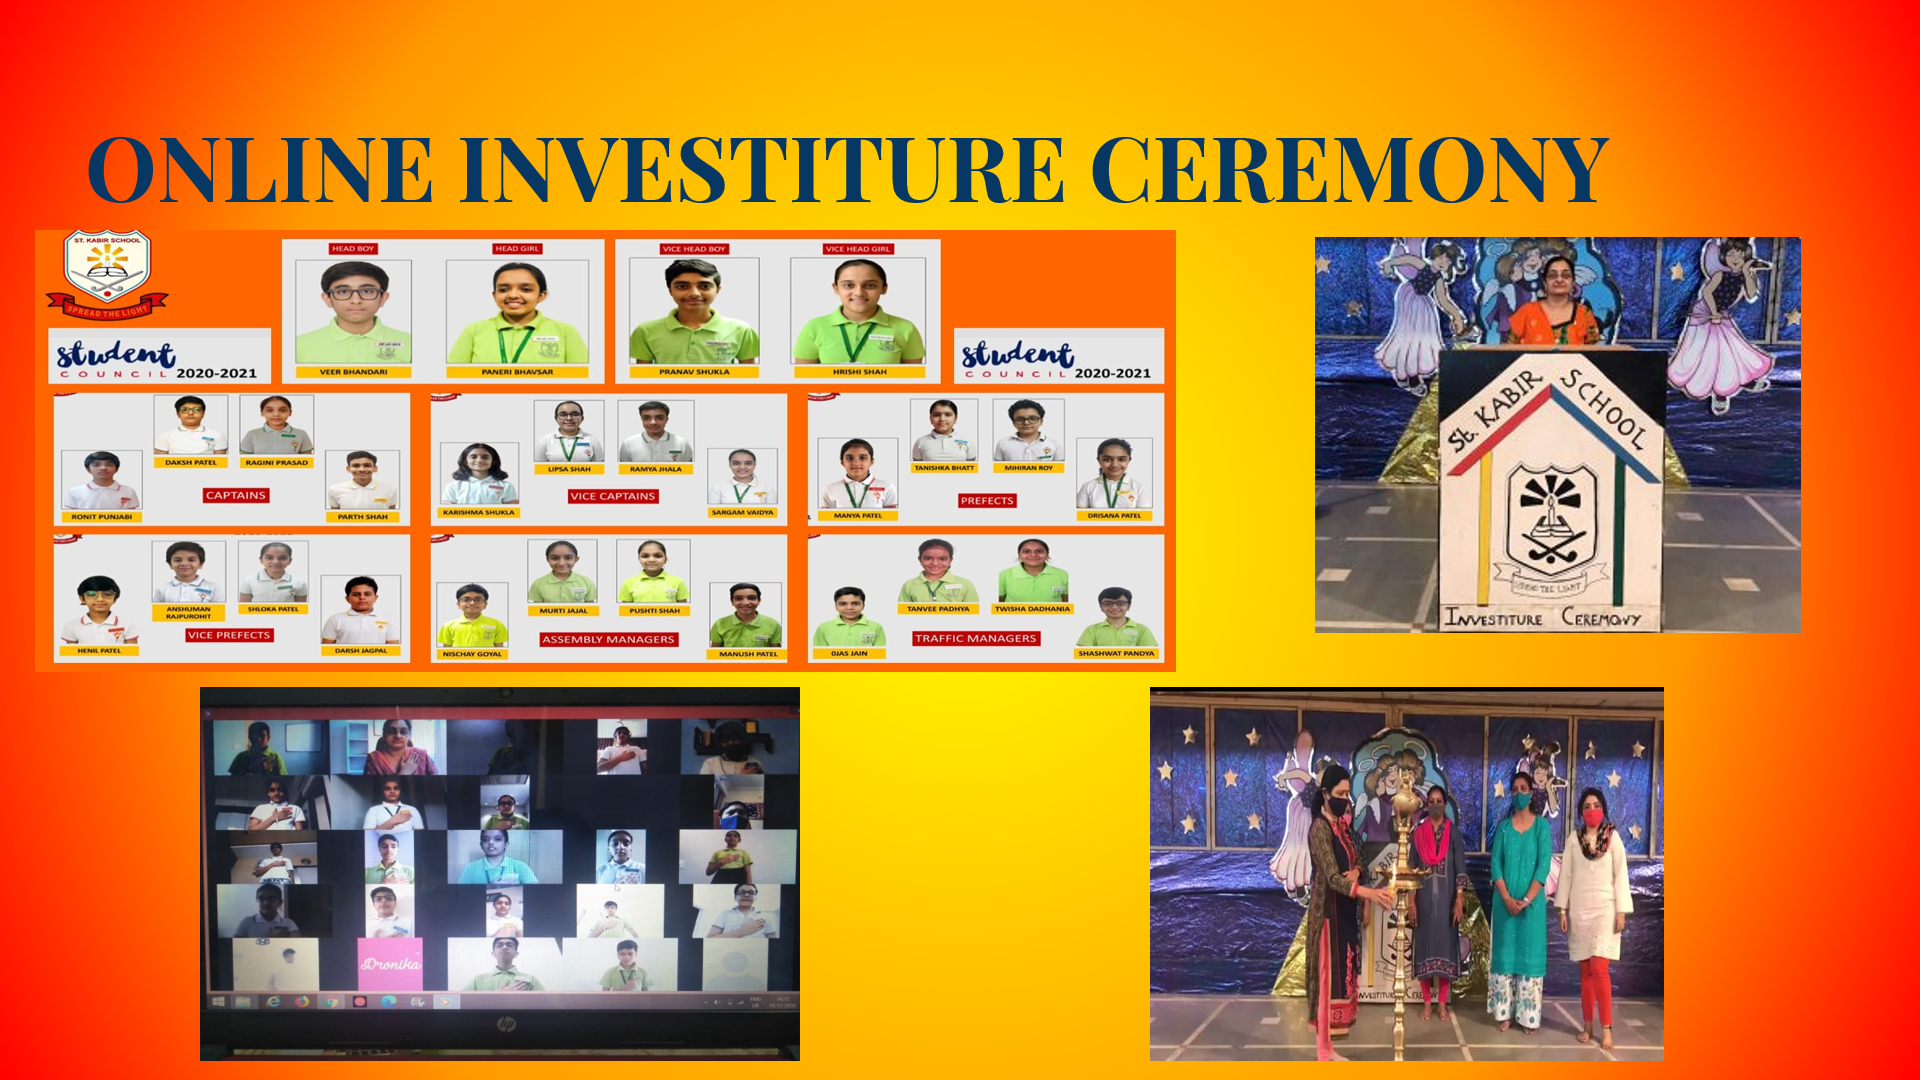 ONLINE INVESTITURE CEREMONY
ST. KABIR SCHOOL
SPREAD THE LIGHT
student
COUNCIL 2020-2021
HEAD BOY
HEAD GIRL
VEER BHANDARI
PANERI BHAVSAR
VICE HEAD BOY
VICE HEAD GIRL
PRANAV SHUKLA
HRISHI SHAH
student
COUNCIL 2020-2021
DAKSH PATEL
RAGINI PRASAD
CAPTAINS
RONIT PUNJABI
PARTH SHAH
LIPSA SHAH
RAMYA JHALA
VICE CAPTAINS
KARISHMA SHUKLA
SARGAM VAIDYA
TANISHKA BHATT
MIHIRAN ROY
PREFECTS
MANYA PATEL
DRISANA PATEL
ANSHUMAN
RAJPUROHIT
SHLOKA PATEL
VICE PREFECTS
HENIL PATEL
DARSH JAGPAL
MURTI JAJAL
PUSHTI SHAH
ASSEMBLY MANAGERS
NISCHAY GOYAL
MANUSH PATEL
TANVEE PADHYA
TWISHA DADHANIA
TRAFFIC MANAGERS
OJAS JAIN
SHASHWAT PANDYA
St. KABIR SCHOOL
SPREAD THE LIGHT
INVESTITURE CEREMONY
Dronika
hp